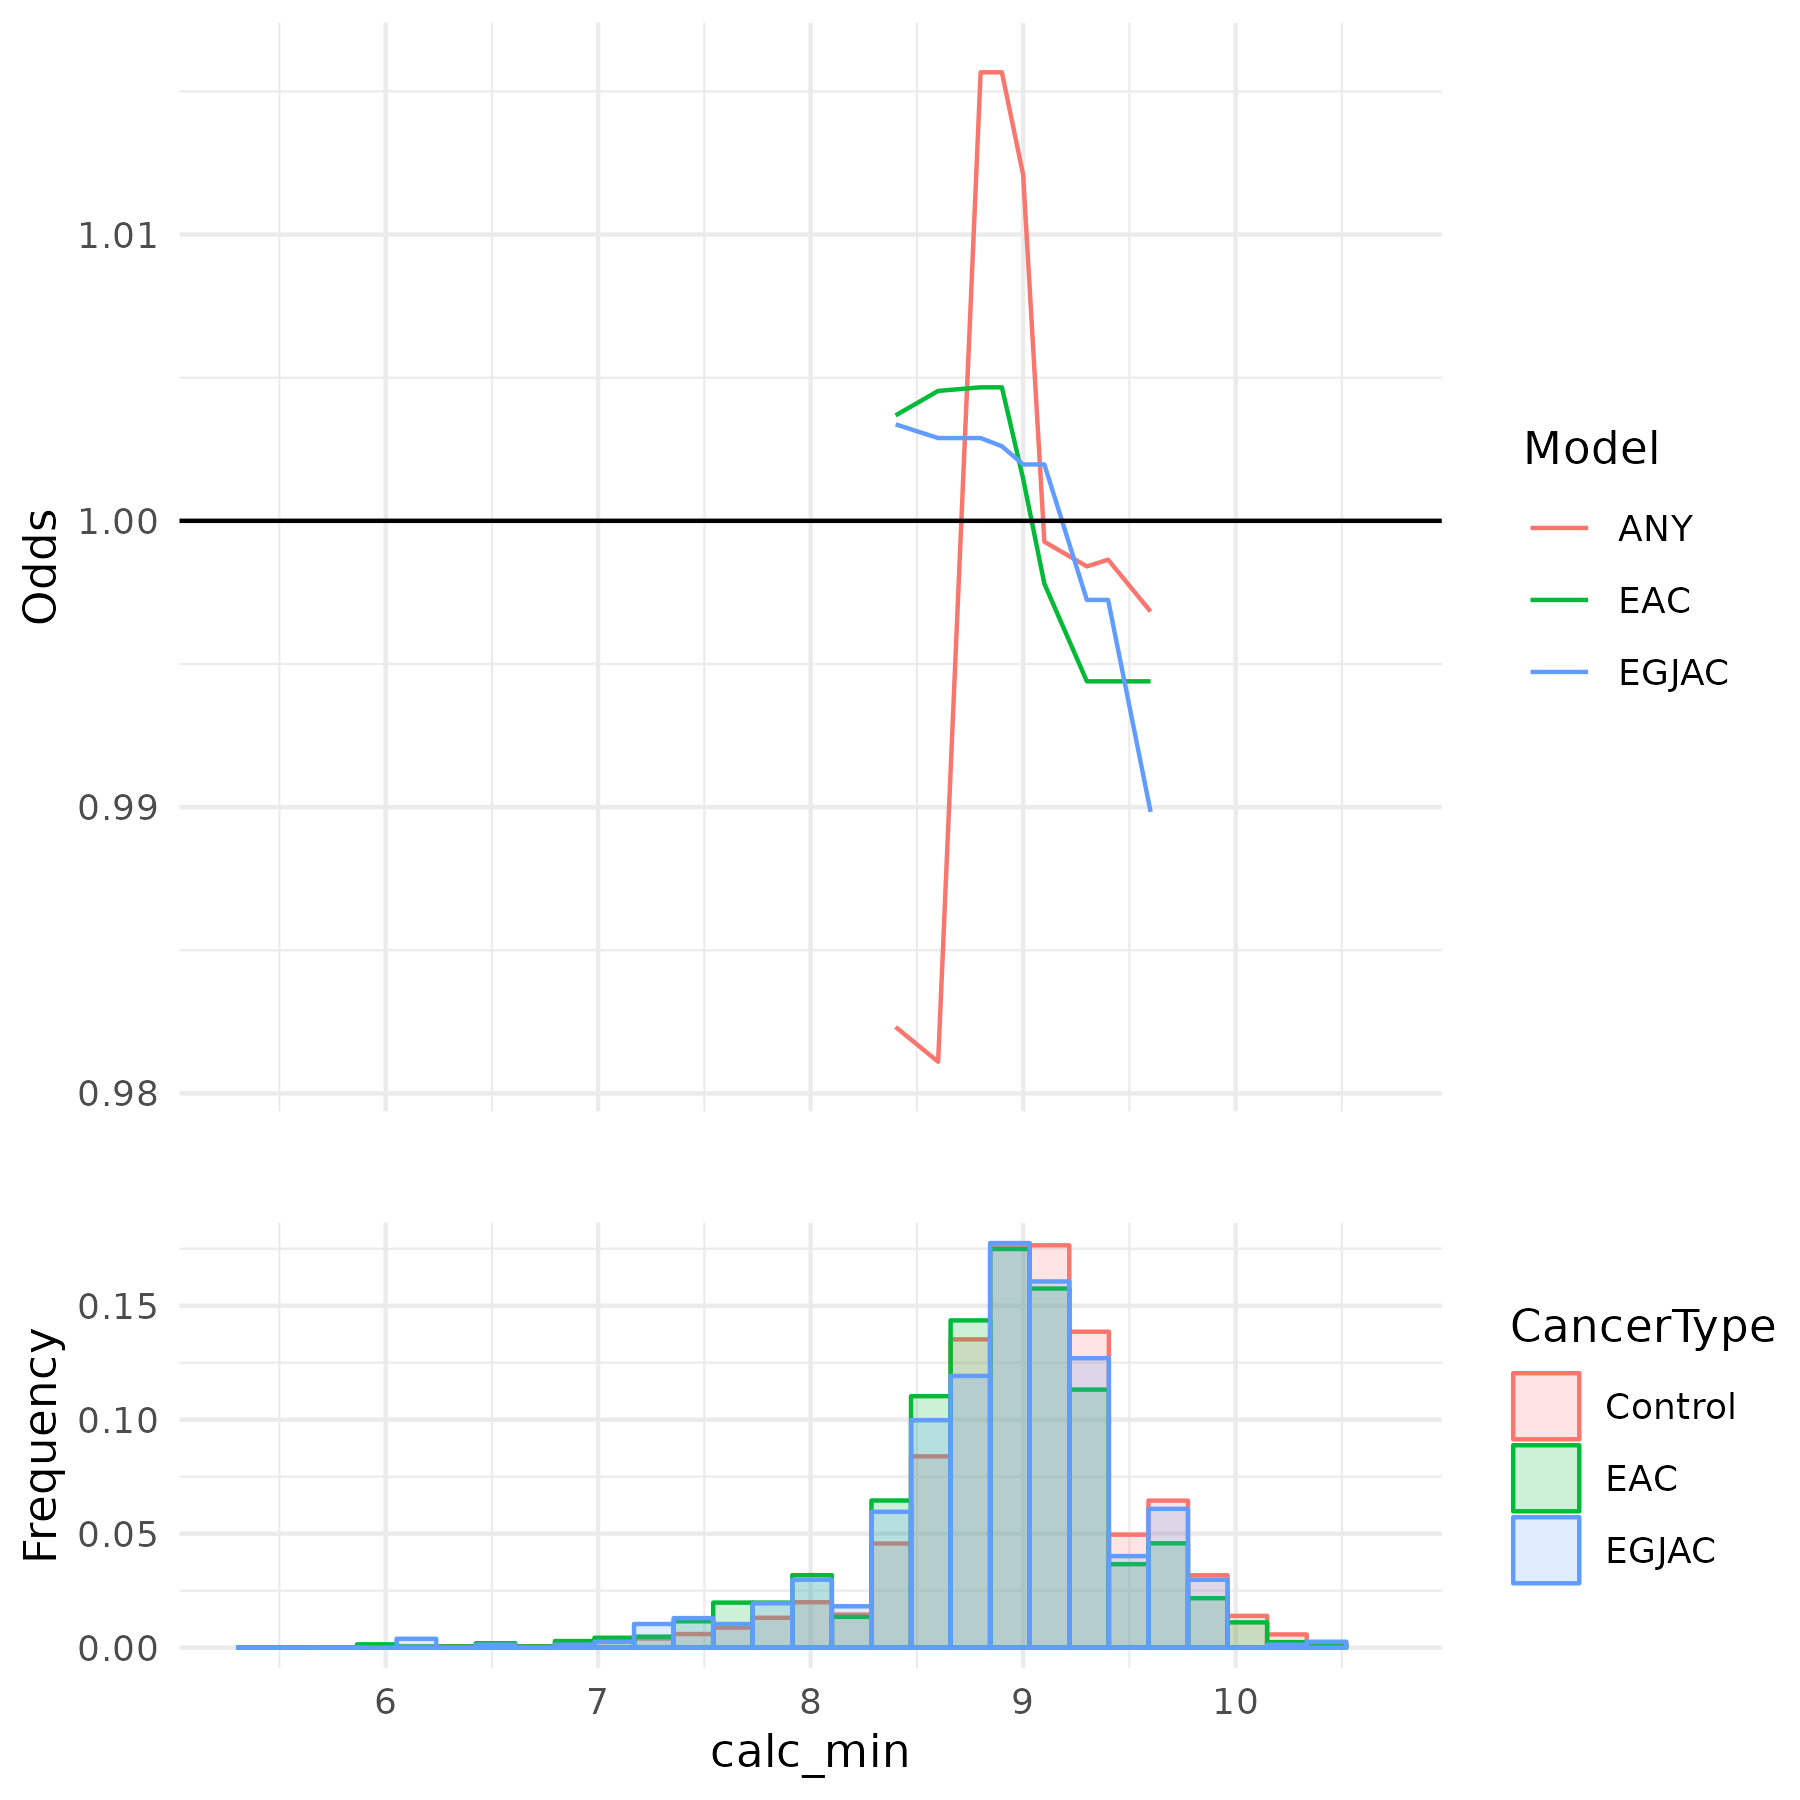 1.01
1.00
0.99
0.98
Odds
Model
ANY
EAC
EGJAC
0.15
0.10
0.05
0.00
Frequency
6 7 8 9 10
calc_min
CancerType
Control
EAC
EGJAC